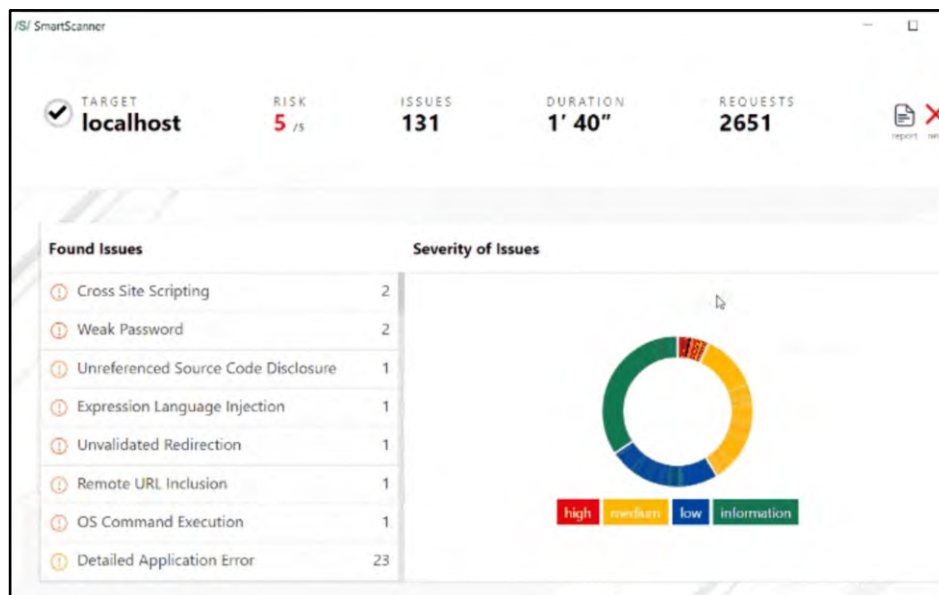 /S/ SmartScanner
TARGET
localhost
RISK
5 /5
ISSUES
131
DURATION
1′ 40″
REQUESTS
2651
report
Found Issues
Cross Site Scripting 2
Weak Password 2
Unreferenced Source Code Disclosure 1
Expression Language Injection 1
Unvalidated Redirection 1
Remote URL Inclusion 1
OS Command Execution 1
Detailed Application Error 23
Severity of Issues
high medium low information